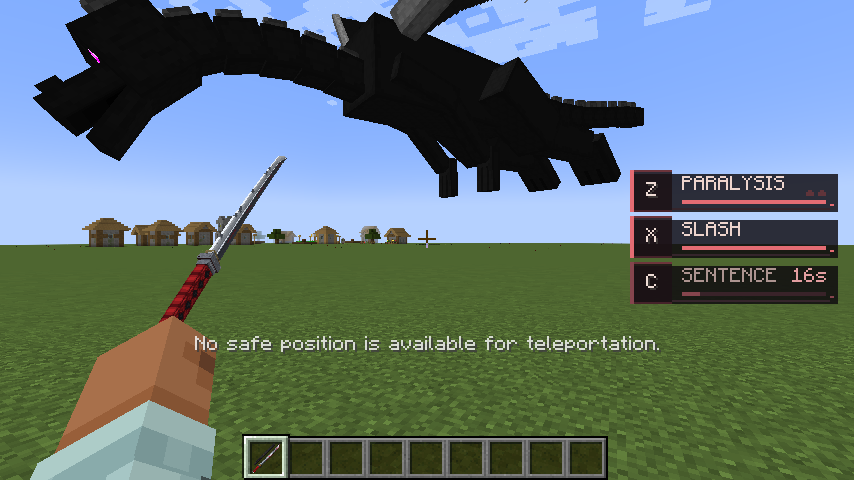 Z PARALYSIS
X SLASH
C SENTENCE 16s
No safe position is available for teleportation.